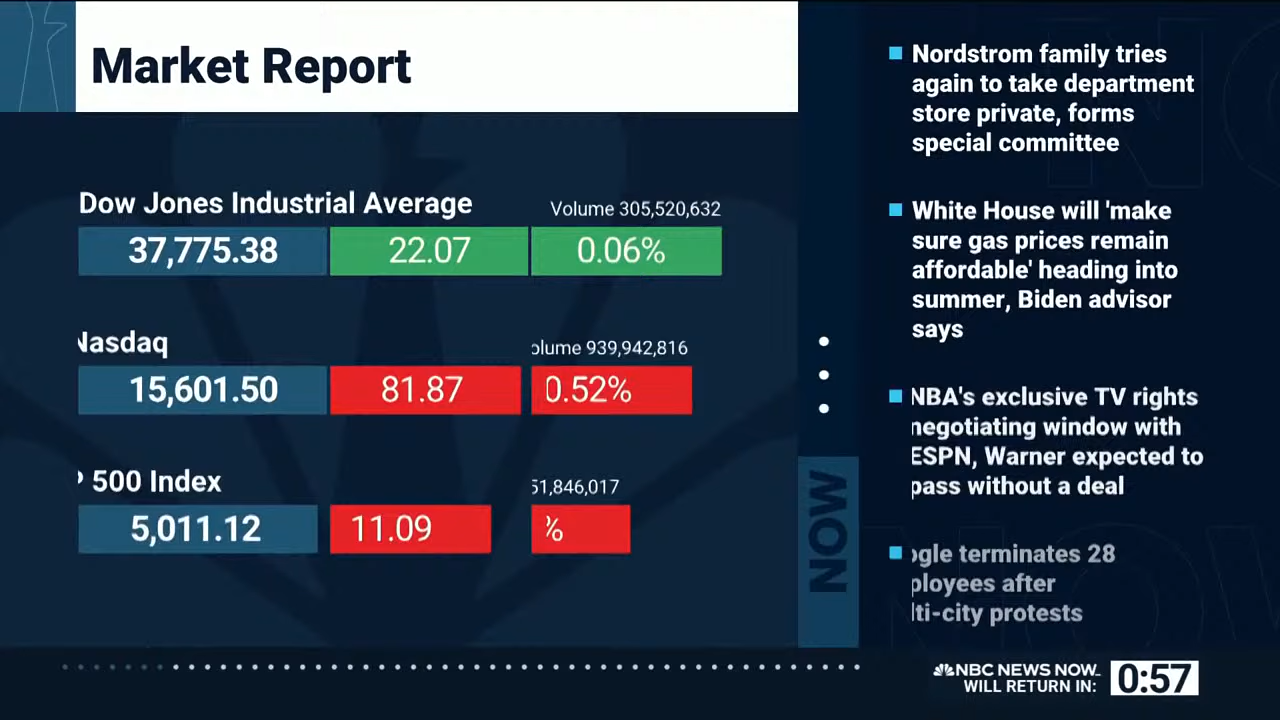 Market Report
Dow Jones Industrial Average
Volume 305,520,632
37,775.38
22.07
0.06%
Nasdaq
olume 939,942,816
15,601.50
81.87
0.52%
500 Index
51,846,017
5,011.12
11.09
%
NOW
Nordstrom family tries
again to take department
store private, forms
special committee
White House will 'make
sure gas prices remain
affordable' heading into
summer, Biden advisor
says
NBA's exclusive TV rights
negotiating window with
ESPN, Warner expected to
pass without a deal
ogle terminates 28
ployees after
lti-city protests
NBC NEWS NOW
WILL RETURN IN:
0:57